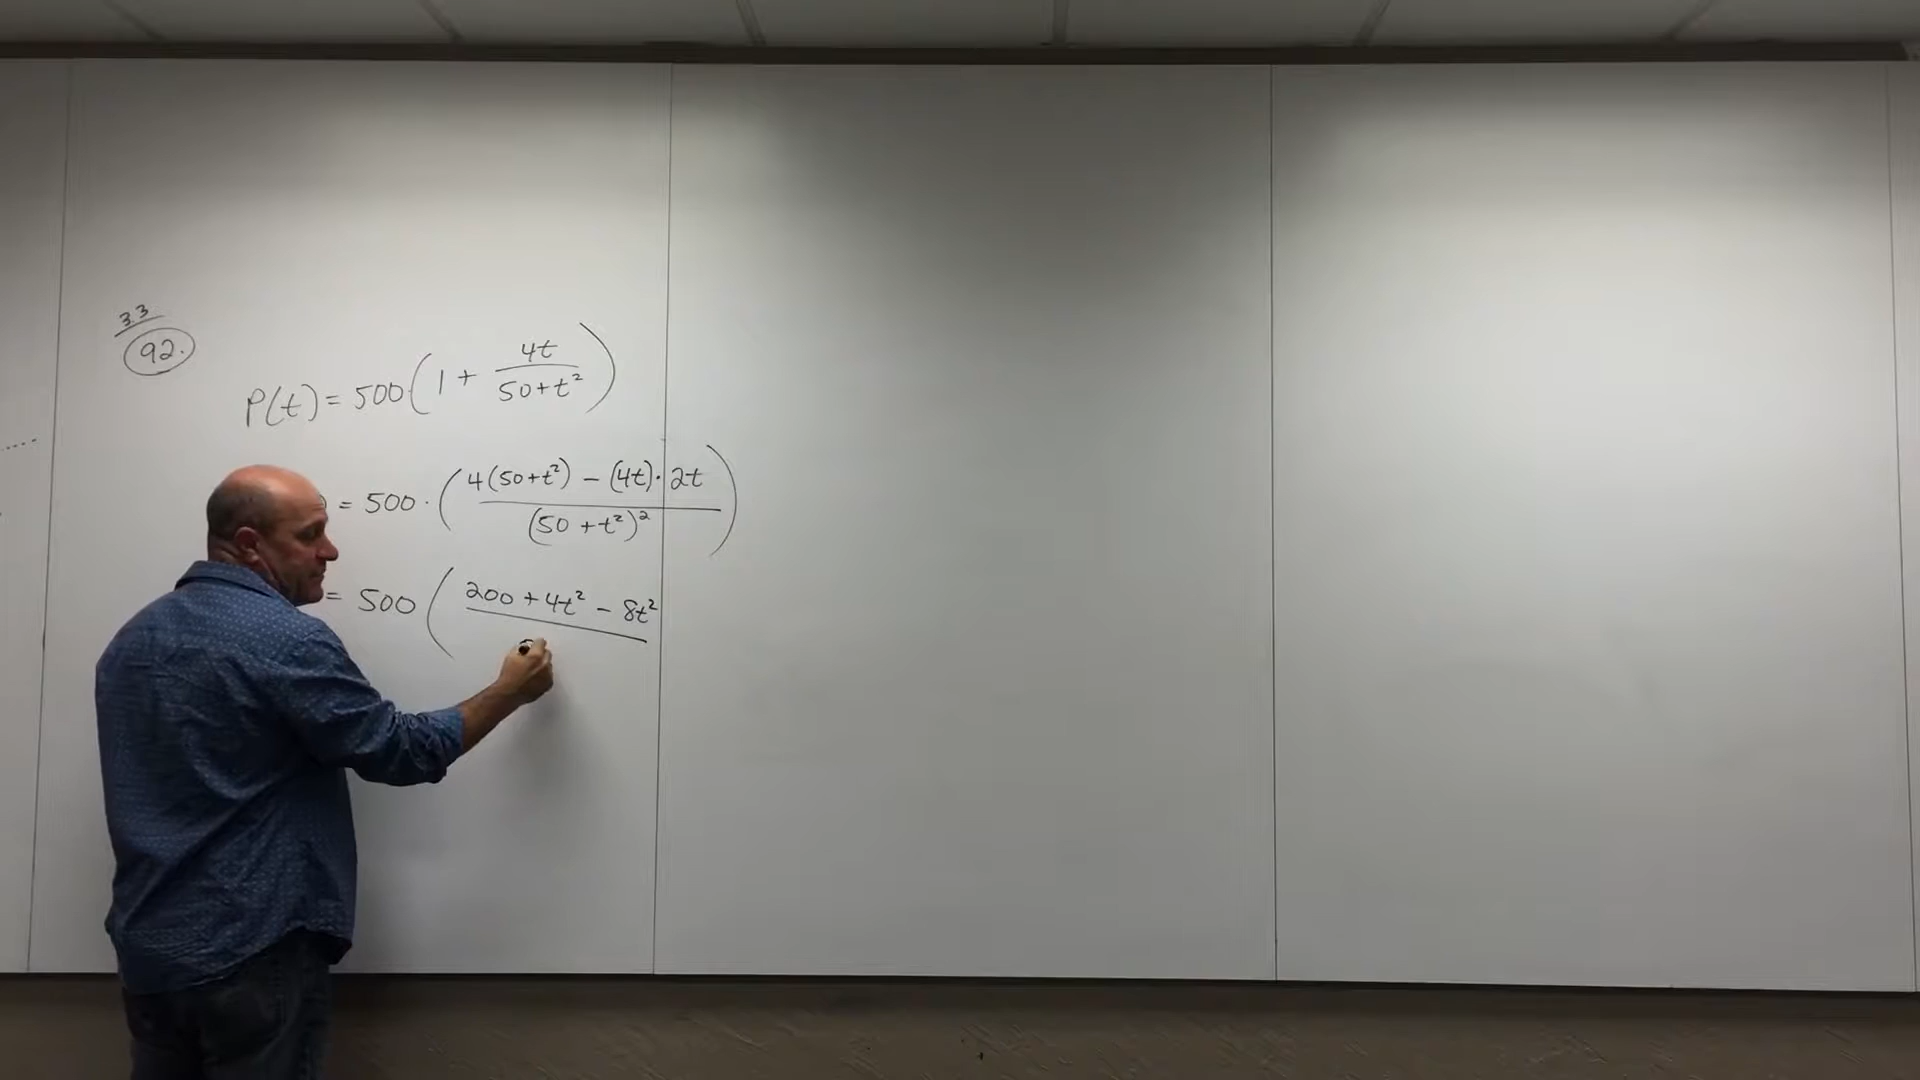 3.3
92.
P(t) = 500(1 + 4t/(50+t²))
) = 500 · (4(50+t²) − (4t)·2t/(50+t²)²)
= 500 (200 + 4t² − 8t²